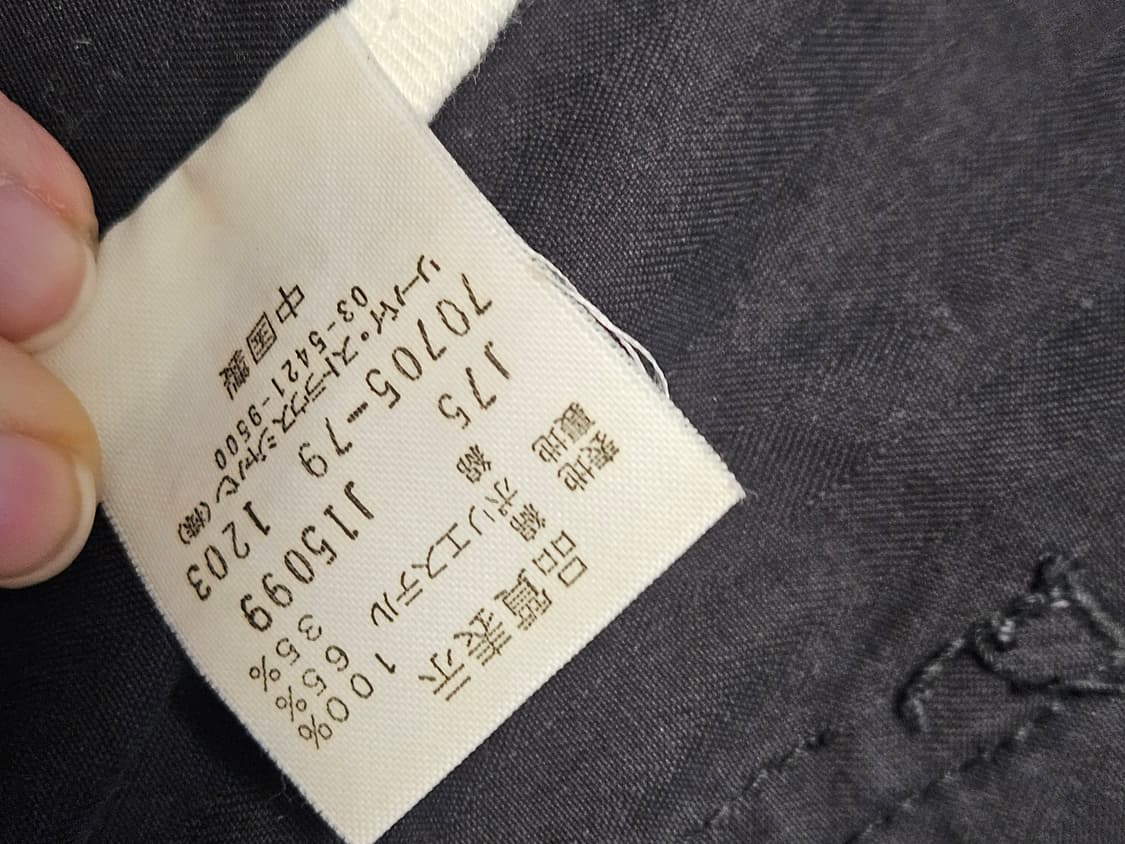 品質表示
表地 綿 100%
裏地 ポリエステル 65%
綿 35%
J75 J15099
70705-79 1203
リーバイ・ストラウスジャパン(株)
03-5421-9500
中国製